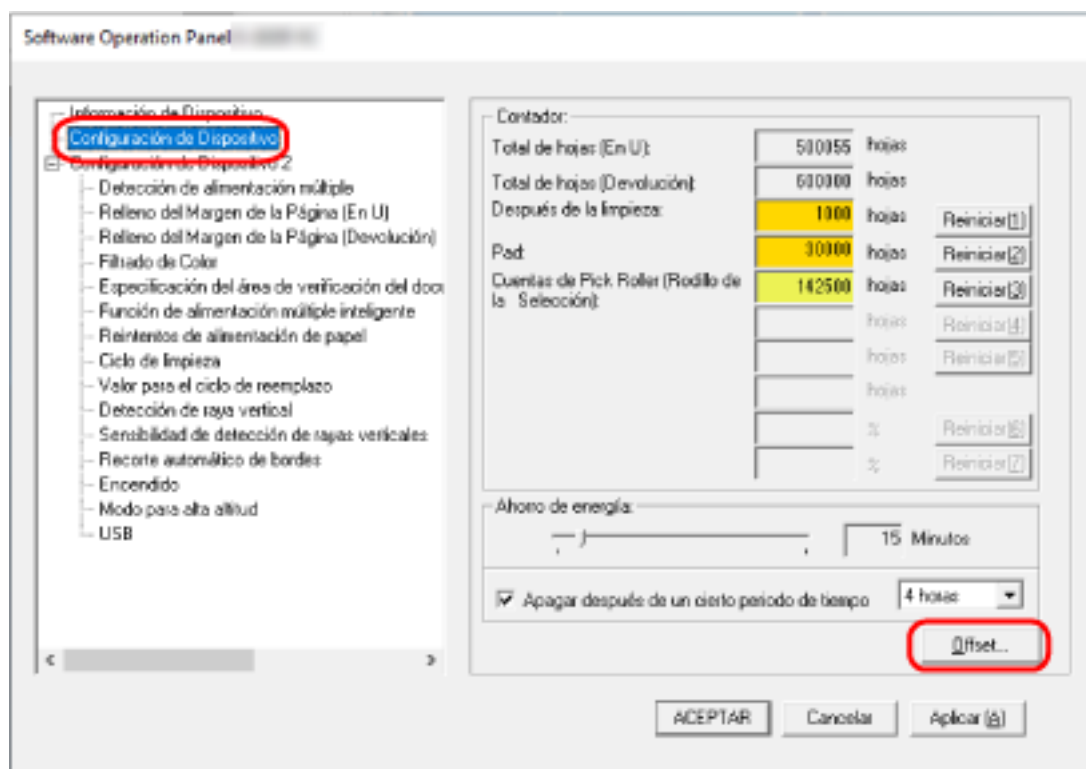 Software Operation Panel
Información de Dispositivo
Configuración de Dispositivo
Configuración de Dispositivo 2
Detección de alimentación múltiple
Relleno del Margen de la Página (En U)
Relleno del Margen de la Página (Devolución)
Filtrado de Color
Especificación del área de verificación del docu
Función de alimentación múltiple inteligente
Reintentos de alimentación de papel
Ciclo de limpieza
Valor para el ciclo de reemplazo
Detección de raya vertical
Sensibilidad de detección de rayas verticales
Recorte automático de bordes
Encendido
Modo para alta altitud
USB
Contador:
Total de hojas (En U): 500055 hojas
Total de hojas (Devolución): 600000 hojas
Después de la limpieza: 1000 hojas Reiniciar(1)
Pad: 30000 hojas Reiniciar(2)
Cuentas de Pick Roller (Rodillo de
la Selección): 142500 hojas Reiniciar(3)
hojas Reiniciar(4)
hojas Reiniciar(5)
hojas
% Reiniciar(6)
% Reiniciar(7)
Ahorro de energía:
15 Minutos
Apagar después de un cierto periodo de tiempo 4 horas
Offset...
ACEPTAR Cancelar Aplicar(A)